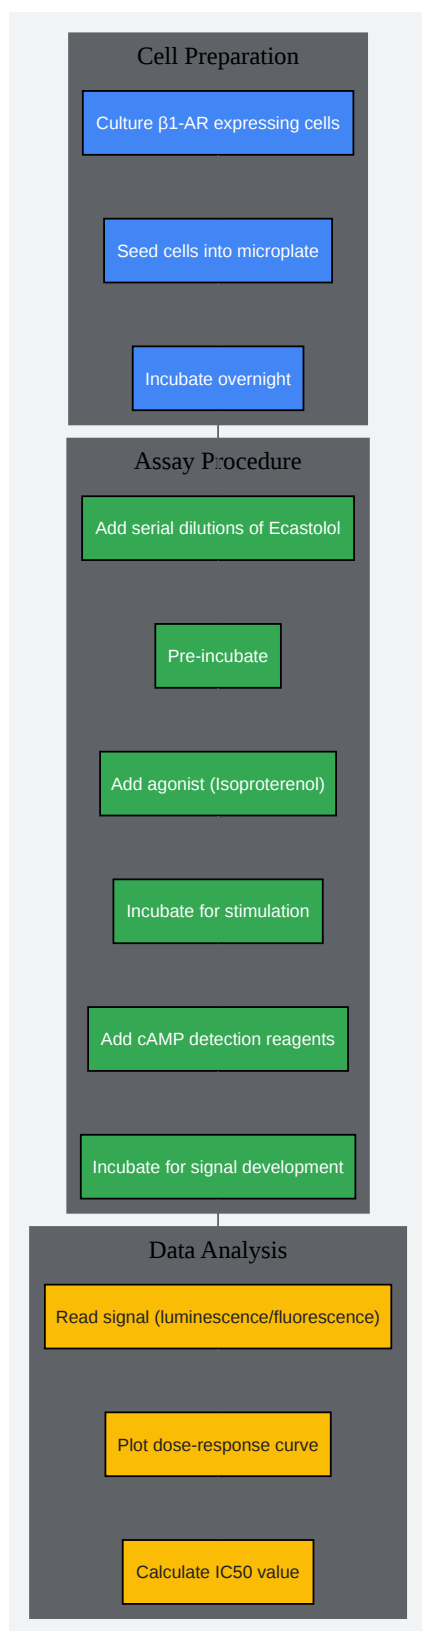 Cell Preparation
Culture β1-AR expressing cells
Seed cells into microplate
Incubate overnight
Assay Procedure
Add serial dilutions of Ecastolol
Pre-incubate
Add agonist (Isoproterenol)
Incubate for stimulation
Add cAMP detection reagents
Incubate for signal development
Data Analysis
Read signal (luminescence/fluorescence)
Plot dose-response curve
Calculate IC50 value